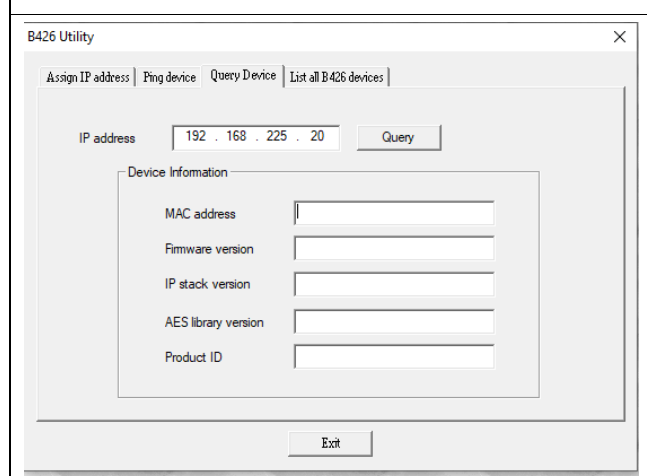 B426 Utility
Assign IP address Ping device Query Device List all B426 devices
IP address 192 . 168 . 225 . 20 Query
Device Information
MAC address
Firmware version
IP stack version
AES library version
Product ID
Exit